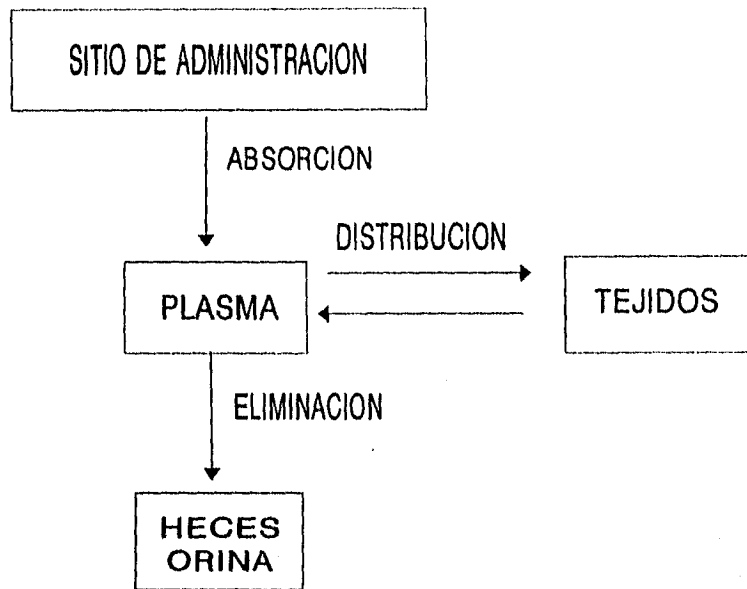 SITIO DE ADMINISTRACION
ABSORCION
DISTRIBUCION
PLASMA
TEJIDOS
ELIMINACION
HECES
ORINA